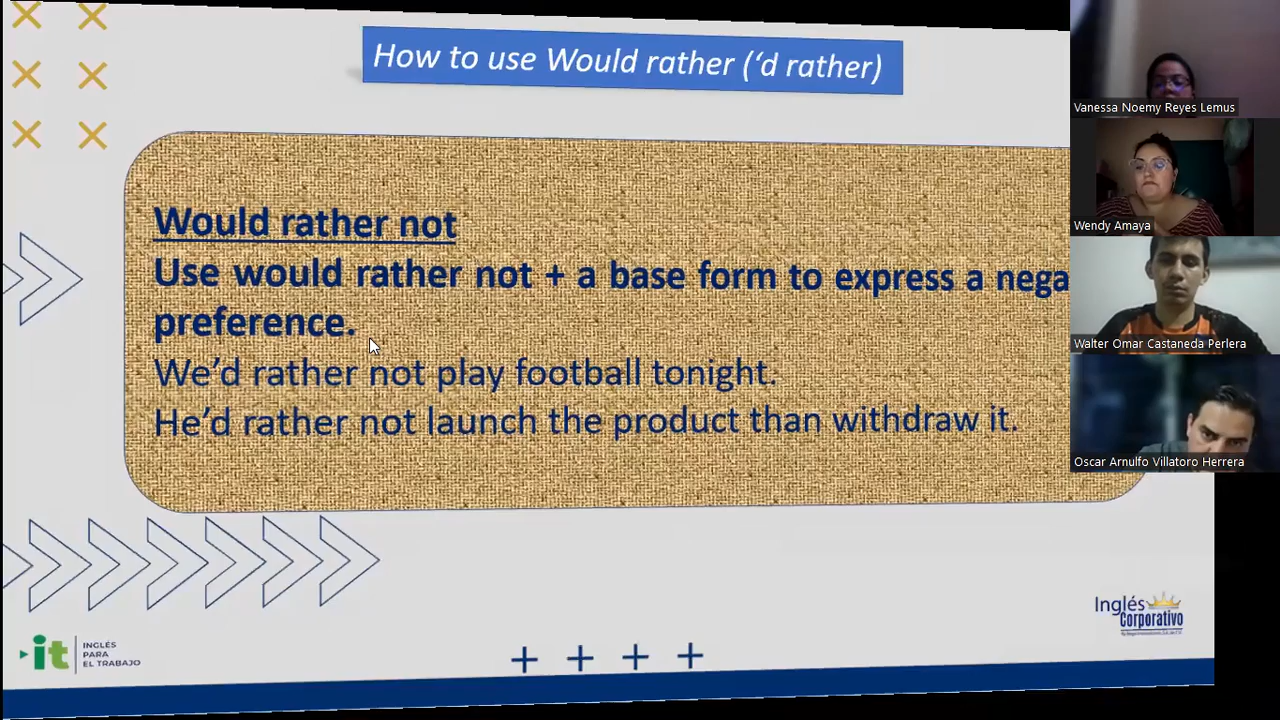 How to use Would rather (‘d rather)
Would rather not
Use would rather not + a base form to express a nega
preference.
We’d rather not play football tonight.
He’d rather not launch the product than withdraw it.
Vanessa Noemy Reyes Lemus
Wendy Amaya
Walter Omar Castaneda Perlera
Oscar Arnulfo Villatoro Herrera
it
INGLÉS
PARA
EL TRABAJO
Inglés
Corporativo